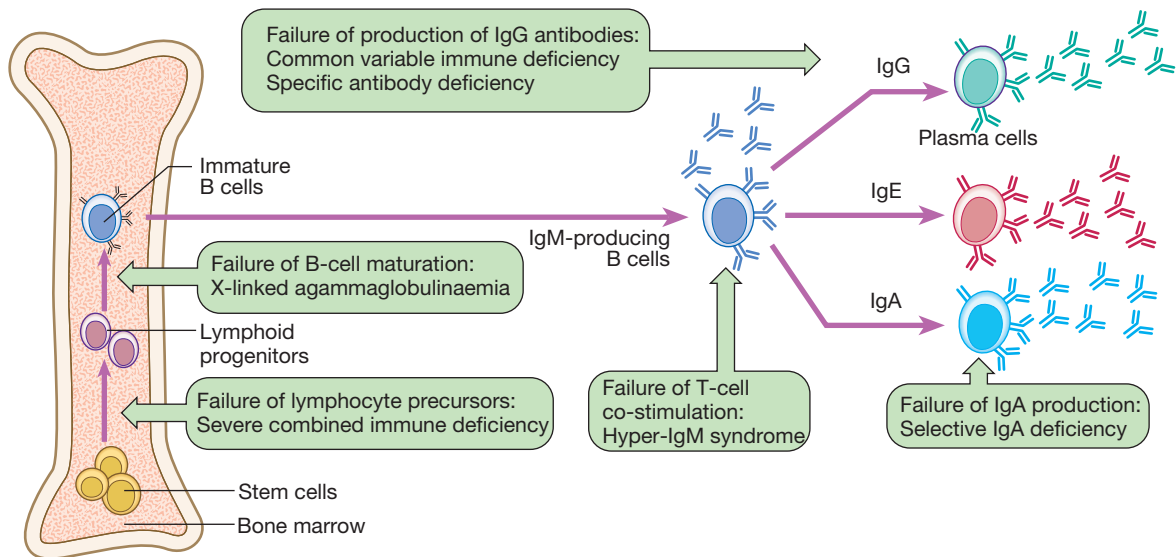 Failure of production of IgG antibodies:
Common variable immune deficiency
Specific antibody deficiency
IgG
Plasma cells
Immature
B cells
IgE
IgM-producing
B cells
Failure of B-cell maturation:
X-linked agammaglobulinaemia
IgA
Lymphoid
progenitors
Failure of lymphocyte precursors:
Severe combined immune deficiency
Failure of T-cell
co-stimulation:
Hyper-IgM syndrome
Failure of IgA production:
Selective IgA deficiency
Stem cells
Bone marrow